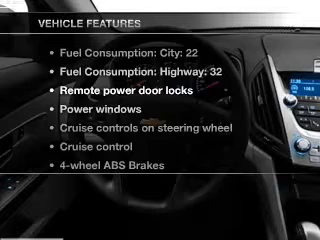 VEHICLE FEATURES
• Fuel Consumption: City: 22
• Fuel Consumption: Highway: 32
• Remote power door locks
• Power windows
• Cruise controls on steering wheel
• Cruise control
• 4-wheel ABS Brakes